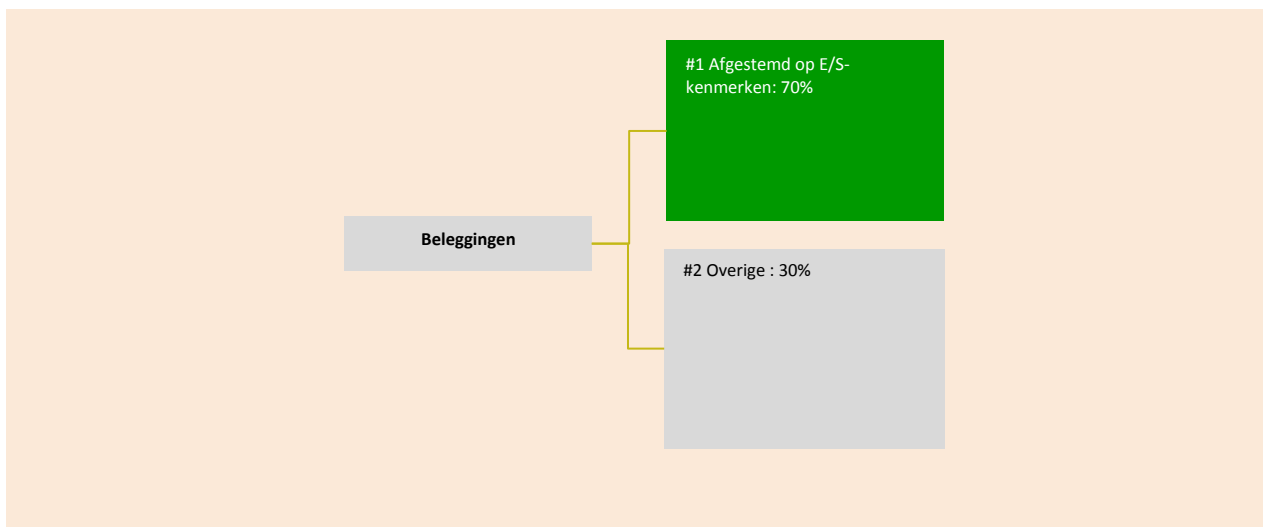 #1 Afgestemd op E/S-
kenmerken: 70%
Beleggingen
#2 Overige : 30%